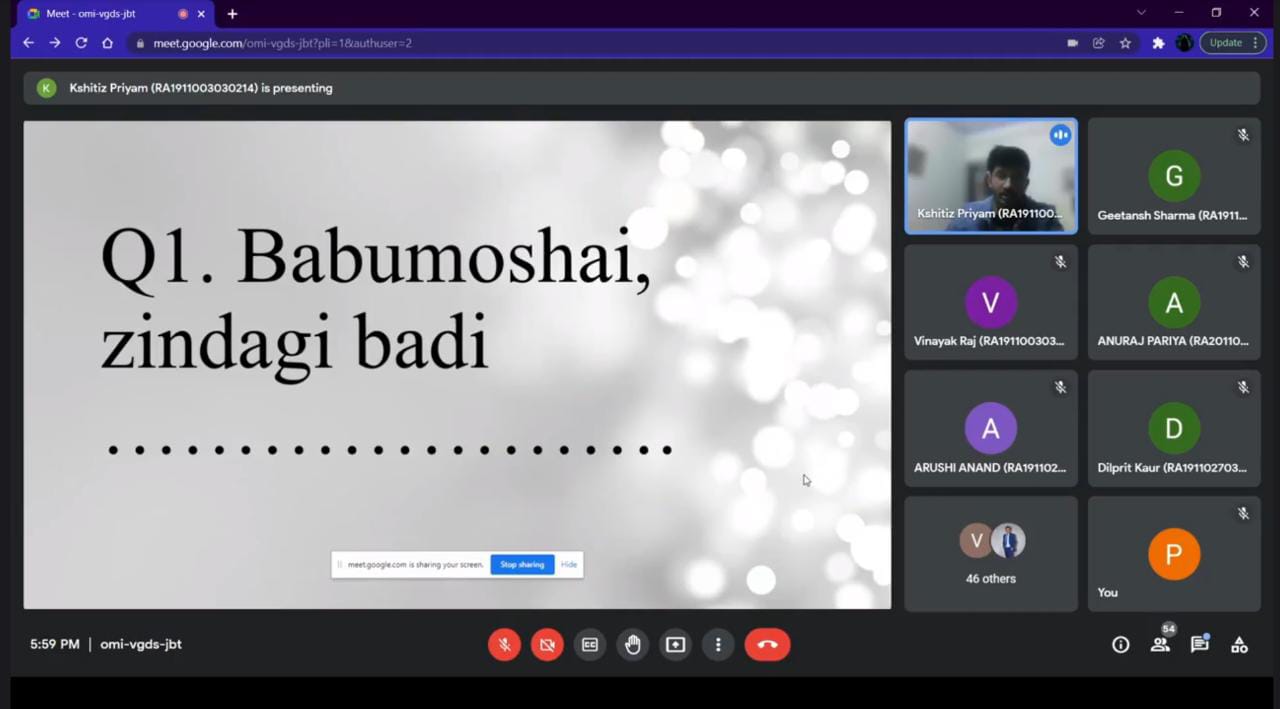 Meet - omi-vgds-jbt
meet.google.com/omi-vgds-jbt?pli=1&authuser=2
Update
K
Kshitiz Priyam (RA1911003030214) is presenting
Q1. Babumoshai,
zindagi badi
.....................
meet.google.com is sharing your screen.
Stop sharing
Hide
Kshitiz Priyam (RA191100...
G
Geetansh Sharma (RA1911...
V
Vinayak Raj (RA191100303...
A
ANURAJ PARIYA (RA20110...
A
ARUSHI ANAND (RA191102...
D
Dilprit Kaur (RA191102703...
V
46 others
P
You
5:59 PM | omi-vgds-jbt
CC
54